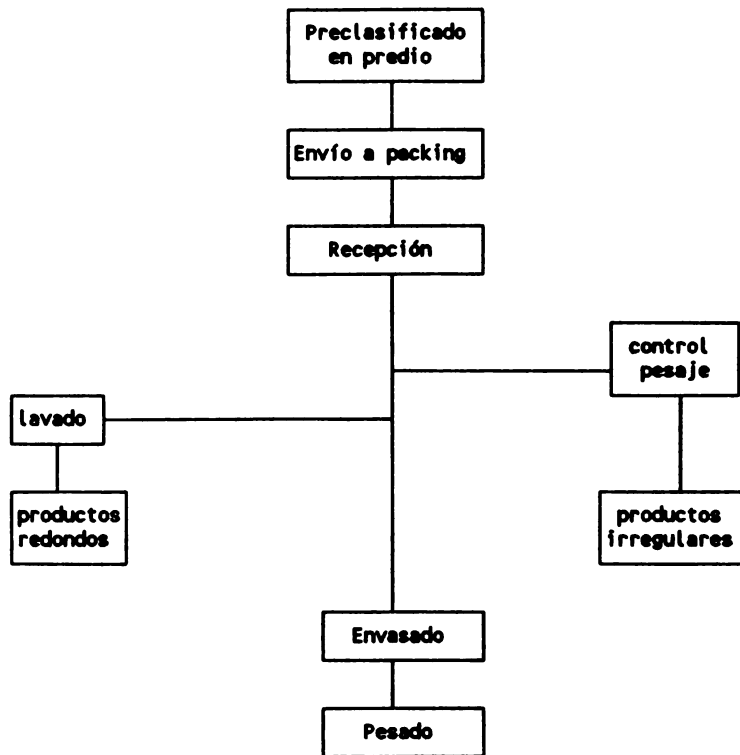 Preclasificado
en predio
Envío a packing
Recepción
control
pesaje
lavado
productos
redondos
productos
irregulares
Envasado
Pesado